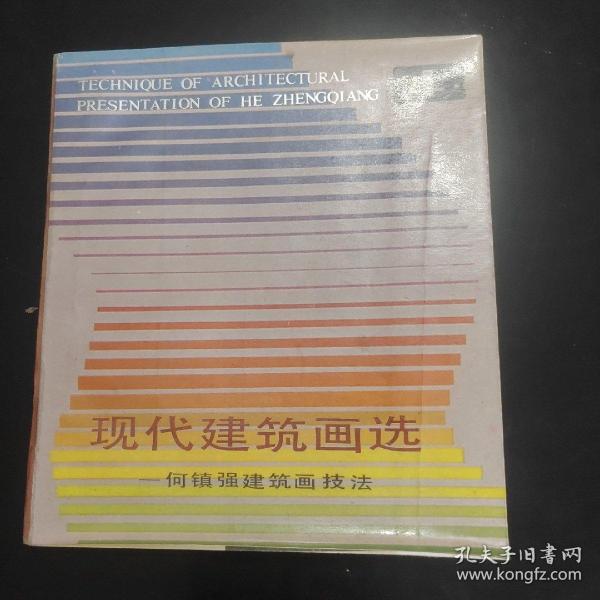 TECHNIQUE OF ARCHITECTURAL
PRESENTATION OF HE ZHENGQIANG
现代建筑画选
—何镇强建筑画技法
孔夫子旧书网
www.kongfz.com